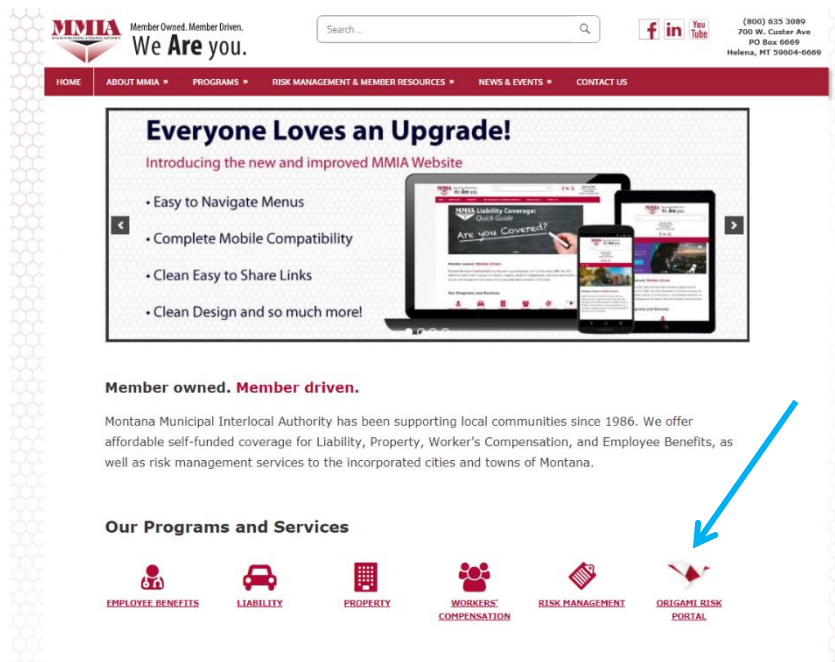 MMIA
Member Owned. Member Driven.
We Are you.
Search ...
f in You Tube
(800) 635 3089
700 W. Custer Ave
PO Box 6669
Helena, MT 59604-6669
HOME ABOUT MMIA » PROGRAMS » RISK MANAGEMENT & MEMBER RESOURCES » NEWS & EVENTS » CONTACT US
Everyone Loves an Upgrade!
Introducing the new and improved MMIA Website
• Easy to Navigate Menus
• Complete Mobile Compatibility
• Clean Easy to Share Links
• Clean Design and so much more!
MMIA Liability Coverage:
Quick Guide
Are you Covered?
Member owned. Member driven.
Montana Municipal Interlocal Authority has been supporting local communities since 1986. We offer
affordable self-funded coverage for Liability, Property, Worker's Compensation, and Employee Benefits, as
well as risk management services to the incorporated cities and towns of Montana.
Our Programs and Services
EMPLOYEE BENEFITS LIABILITY PROPERTY WORKERS' COMPENSATION RISK MANAGEMENT ORIGAMI RISK PORTAL